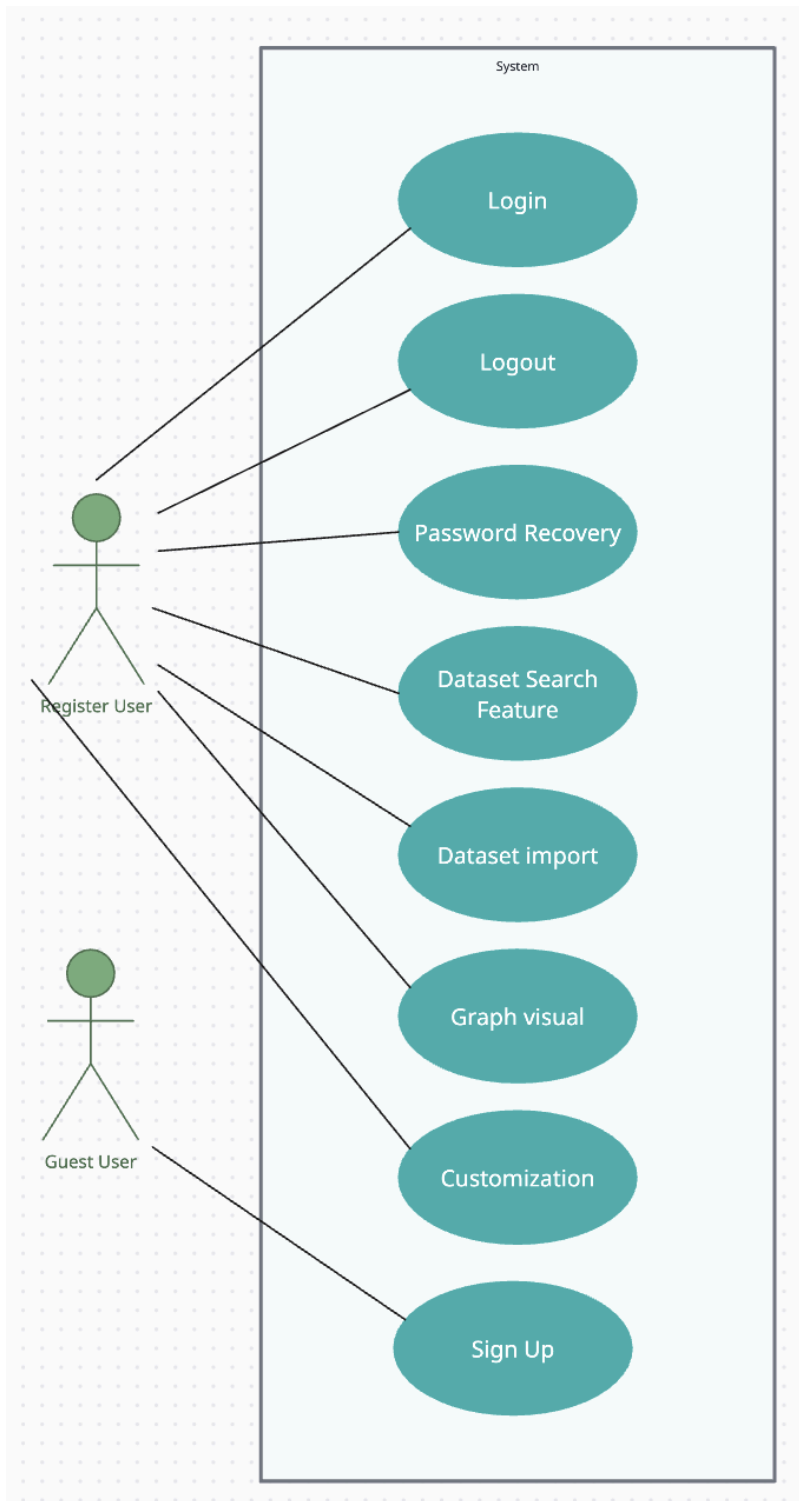 System
Login
Logout
Password Recovery
Dataset Search
Feature
Register User
Dataset import
Graph visual
Guest User
Customization
Sign Up